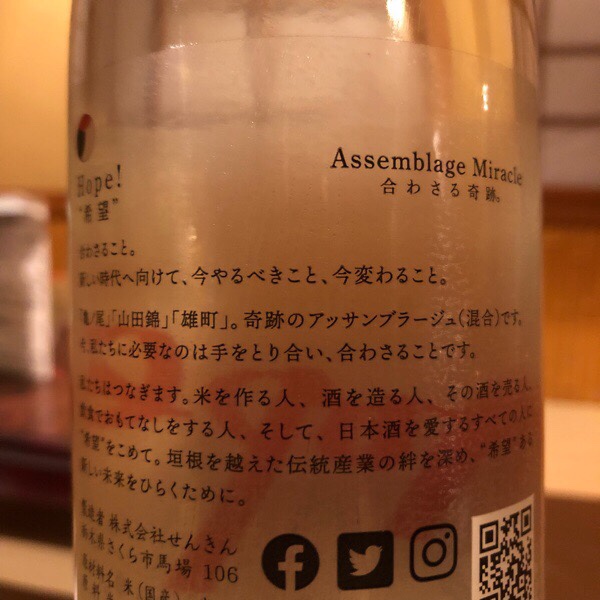 Assemblage Miracle
合わさる奇跡。
Hope!
“希望”
合わさること。
新しい時代へ向けて、今やるべきこと、今変わること。
「亀ノ尾」「山田錦」「雄町」。奇跡のアッサンブラージュ(混合)です。
今、私たちに必要なのは手をとり合い、合わさることです。
私たちはつなぎます。米を作る人、酒を造る人、その酒を売る人、
飲食でおもてなしをする人、そして、日本酒を愛するすべての人に
“希望”をこめて。垣根を越えた伝統産業の絆を深め、“希望”ある
新しい未来をひらくために。
製造者 株式会社せんきん
栃木県さくら市馬場 106
原材料名 米(国産)